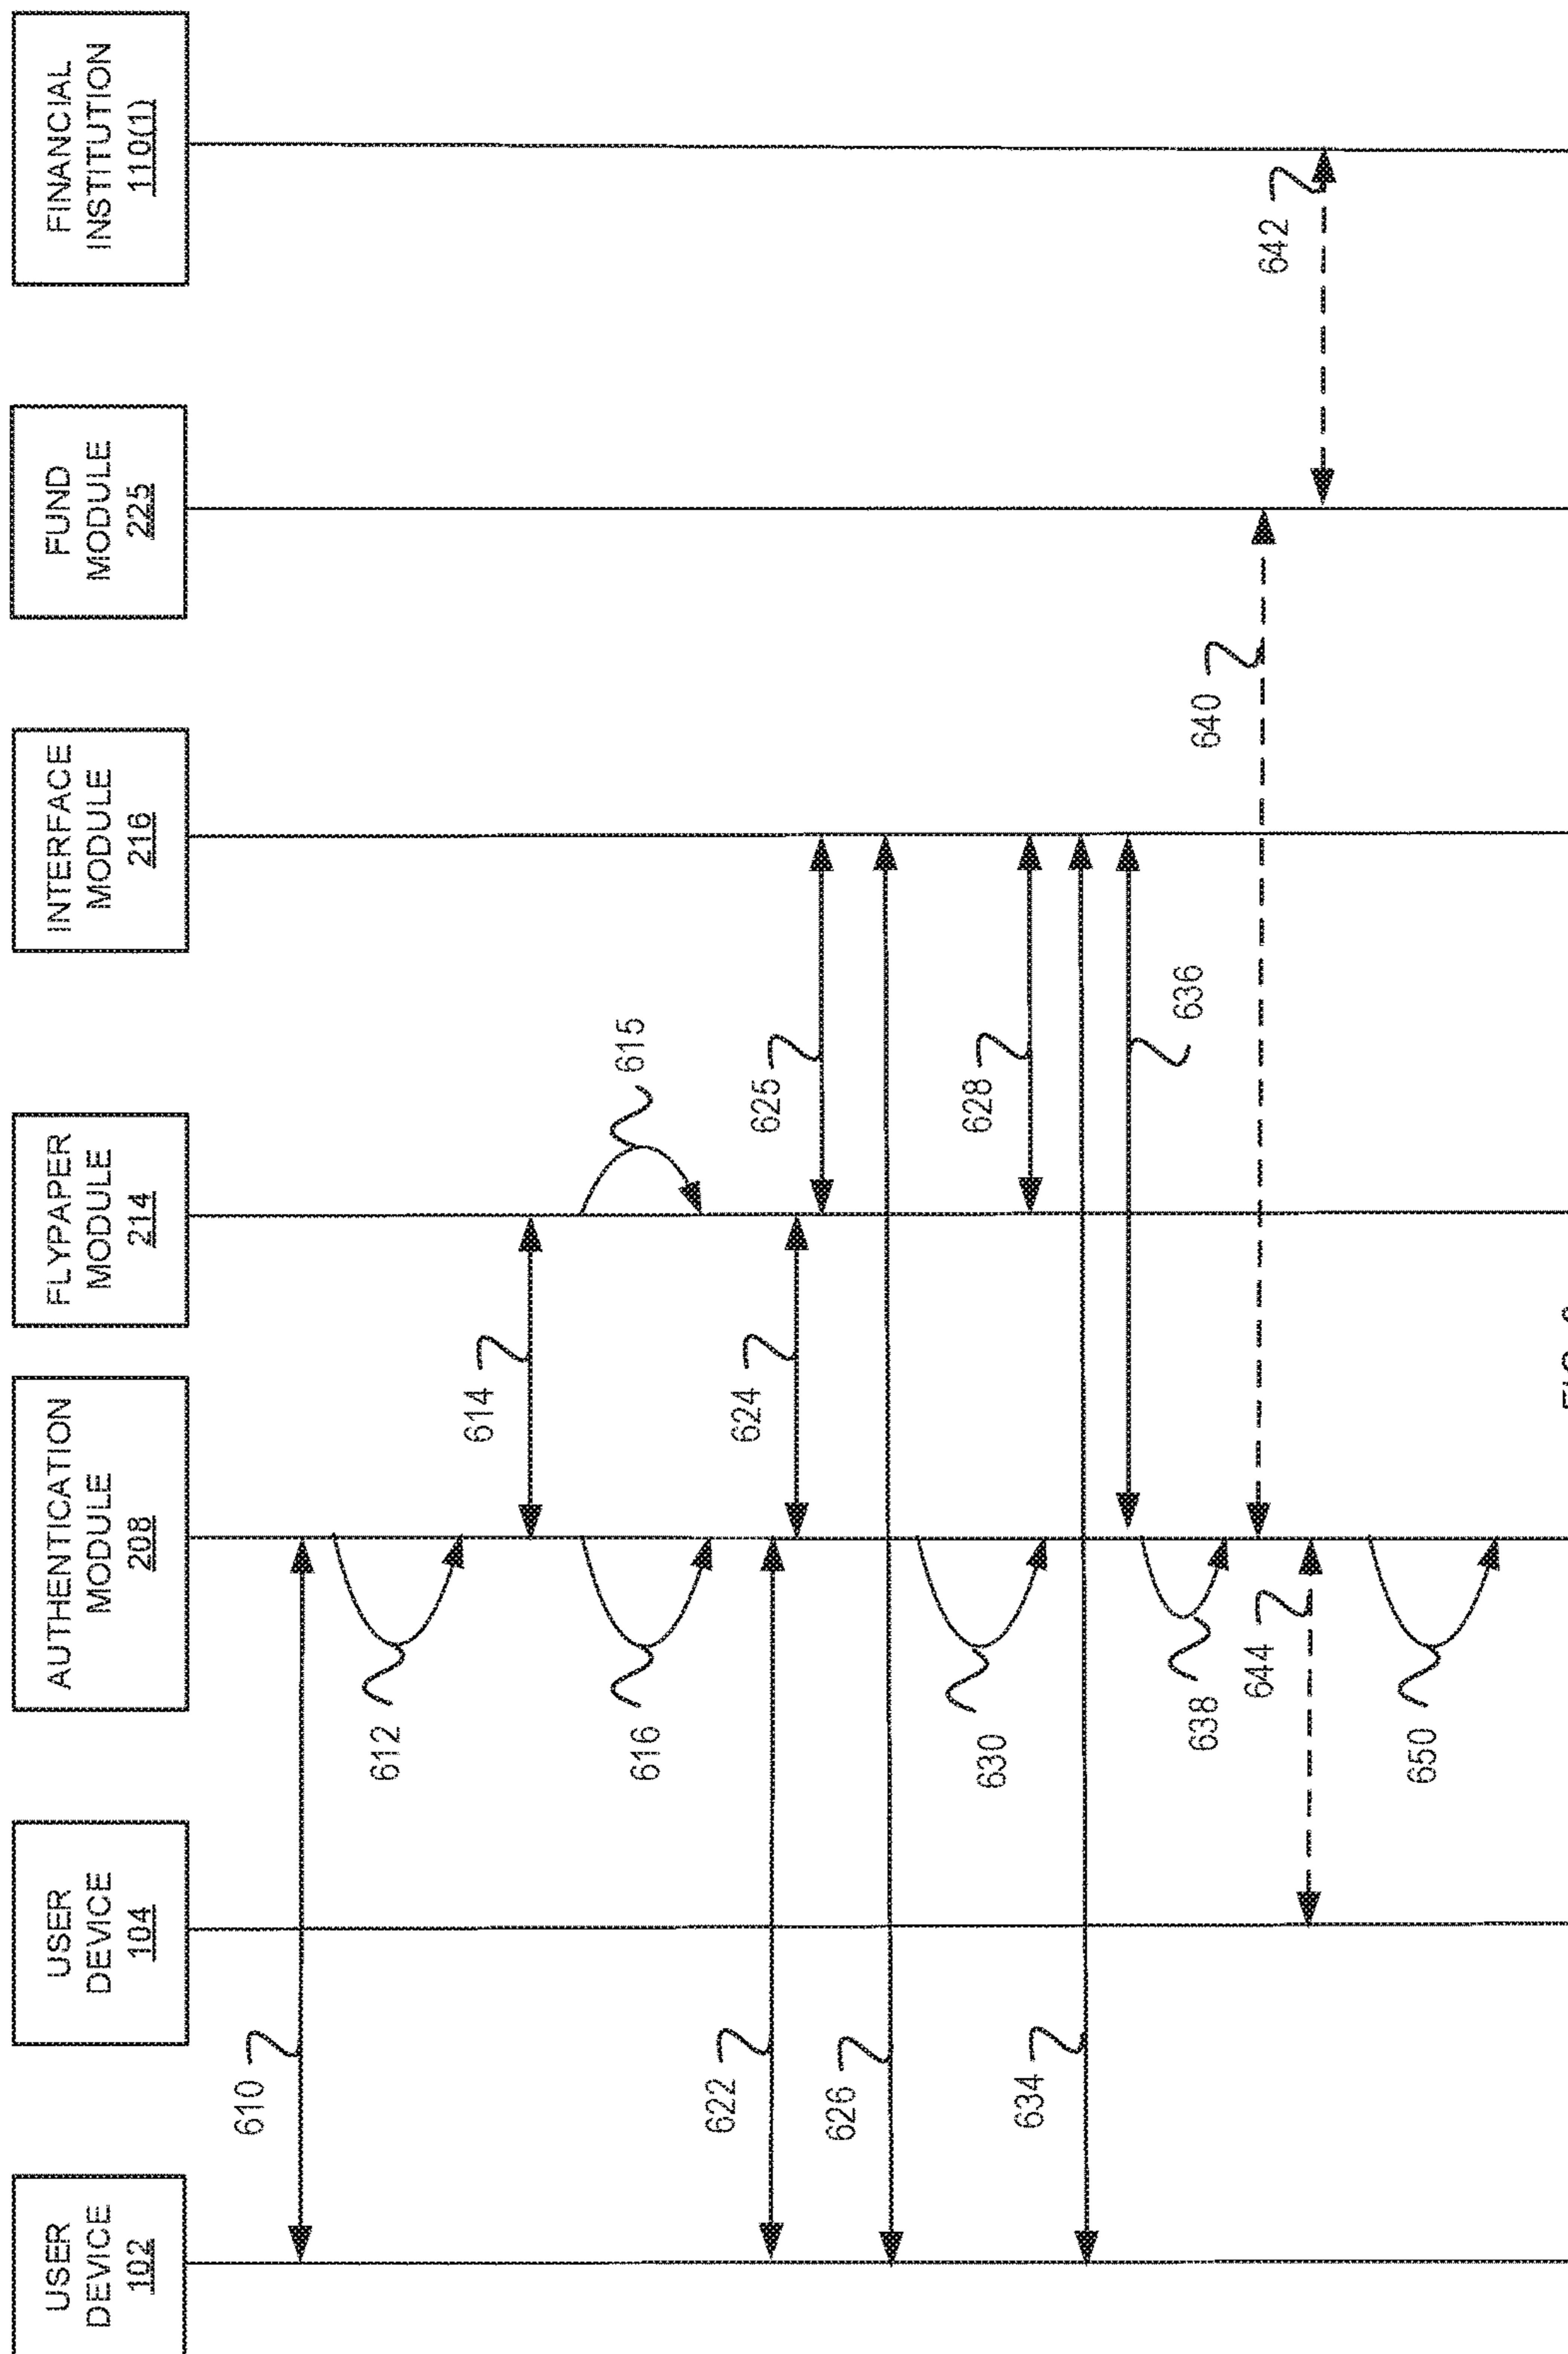 USER
DEVICE
102
USER
DEVICE
104
AUTHENTICATION
MODULE
208
FLYPAPER
MODULE
214
INTERFACE
MODULE
216
FUND
MODULE
225
FINANCIAL
INSTITUTION
110(1)
610
612
614
615
616
622
624
625
626
628
630
634
636
638
640
644
642
650